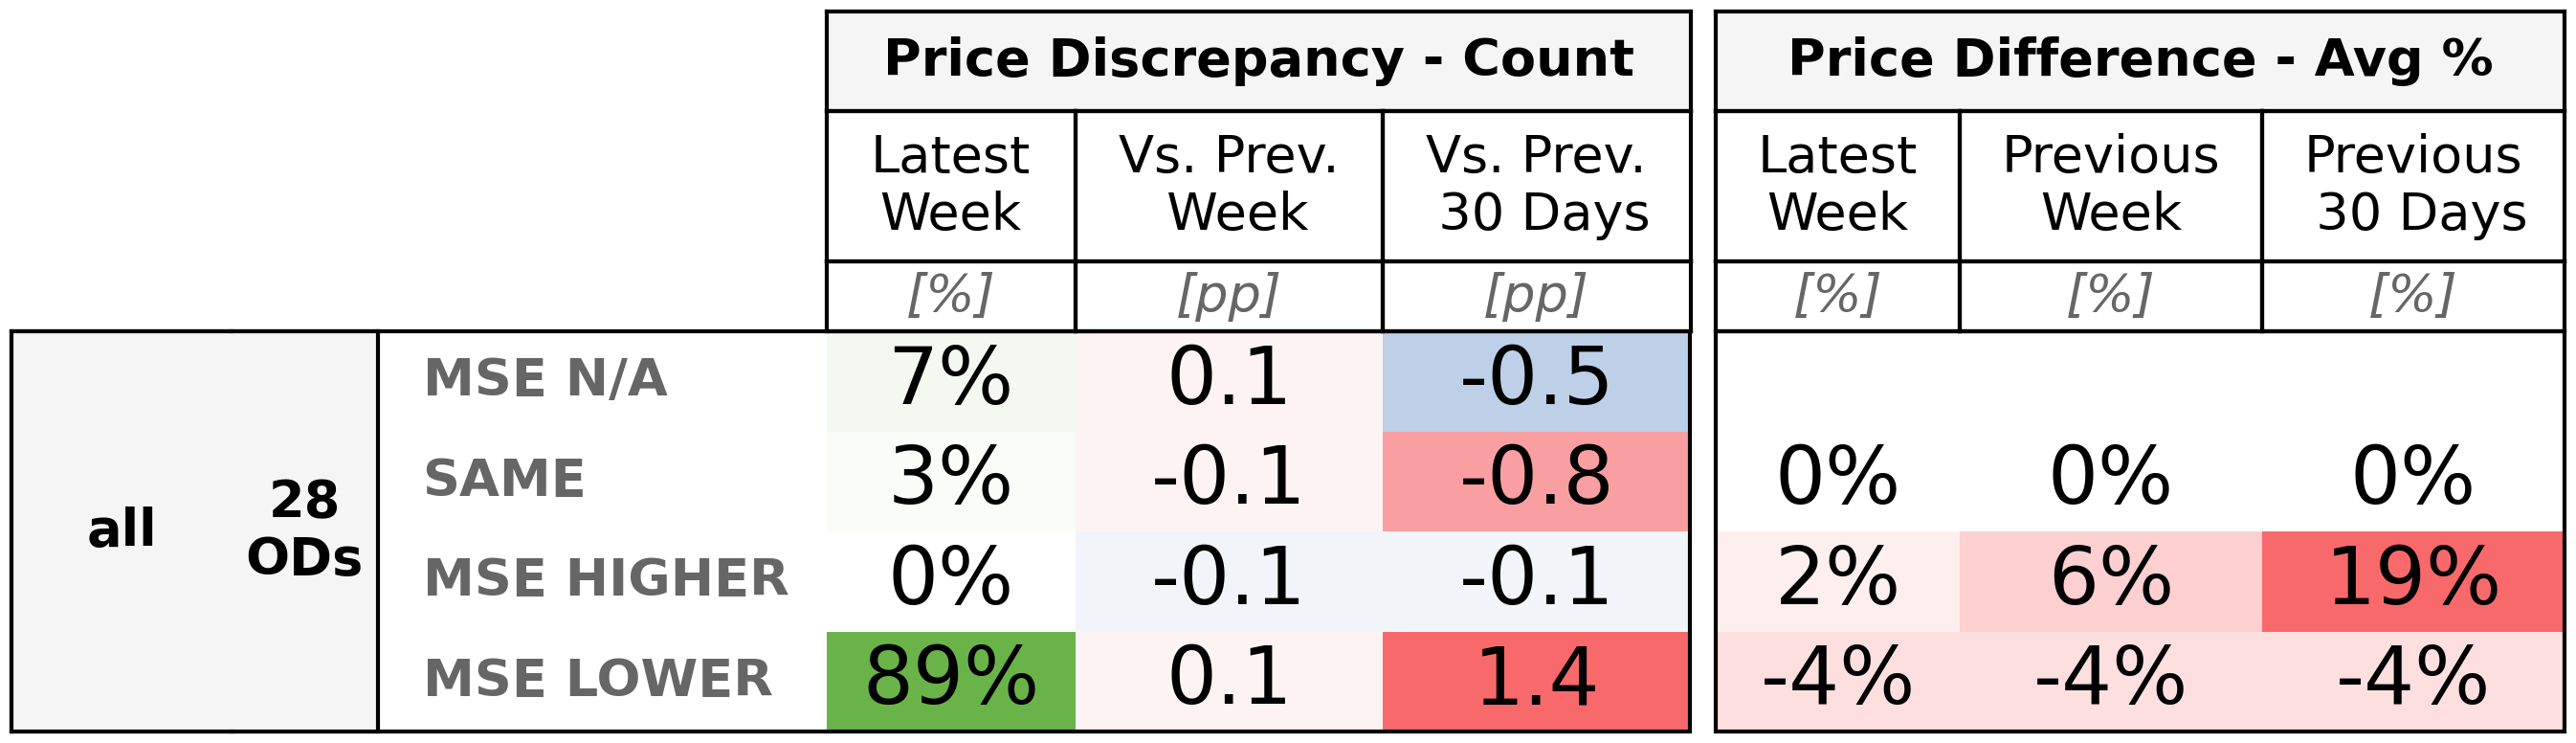 Price Discrepancy - Count Price Difference - Avg %
Latest Week Vs. Prev. Week Vs. Prev. 30 Days Latest Week Previous Week Previous 30 Days
[%] [pp] [pp] [%] [%] [%]
all 28 ODs
MSE N/A 7% 0.1 -0.5
SAME 3% -0.1 -0.8 0% 0% 0%
MSE HIGHER 0% -0.1 -0.1 2% 6% 19%
MSE LOWER 89% 0.1 1.4 -4% -4% -4%